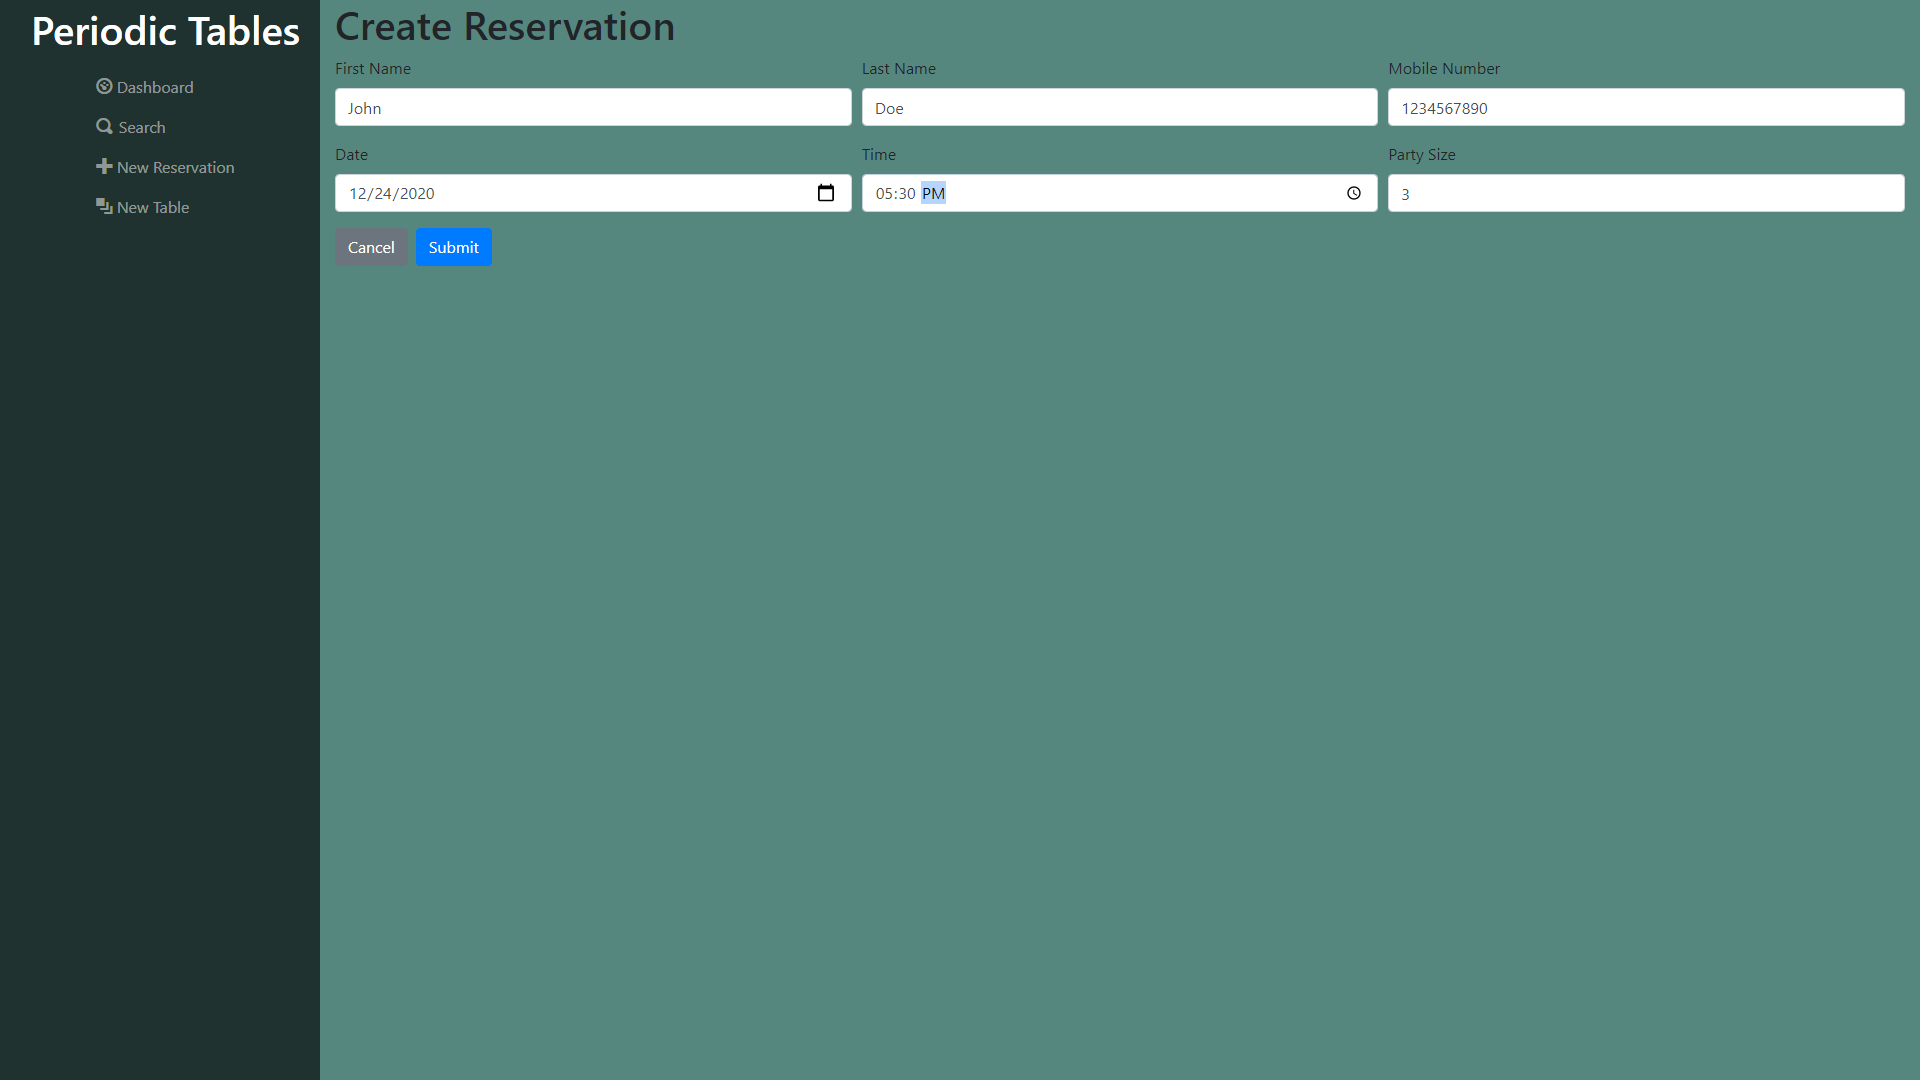 Periodic Tables
Dashboard
Search
New Reservation
New Table
Create Reservation
First Name
Last Name
Mobile Number
John
Doe
1234567890
Date
Time
Party Size
12/24/2020
05:30 PM
3
Cancel
Submit